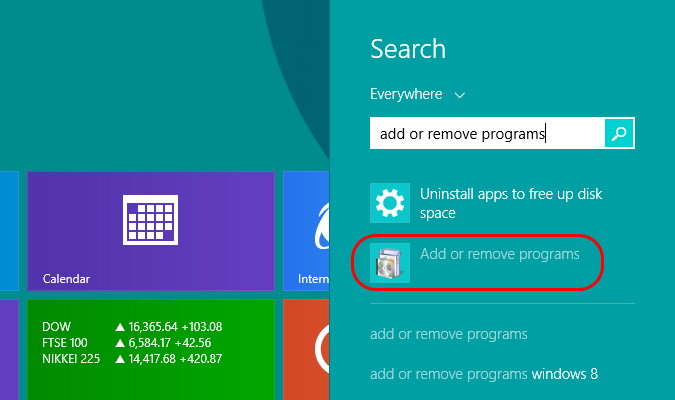 Search
Everywhere
add or remove programs
Uninstall apps to free up disk
space
Add or remove programs
add or remove programs
add or remove programs windows 8
Calendar
Intern
DOW ▲ 16,365.64 +103.08
FTSE 100 ▲ 6,584.17 +42.56
NIKKEI 225 ▲ 14,417.68 +420.87